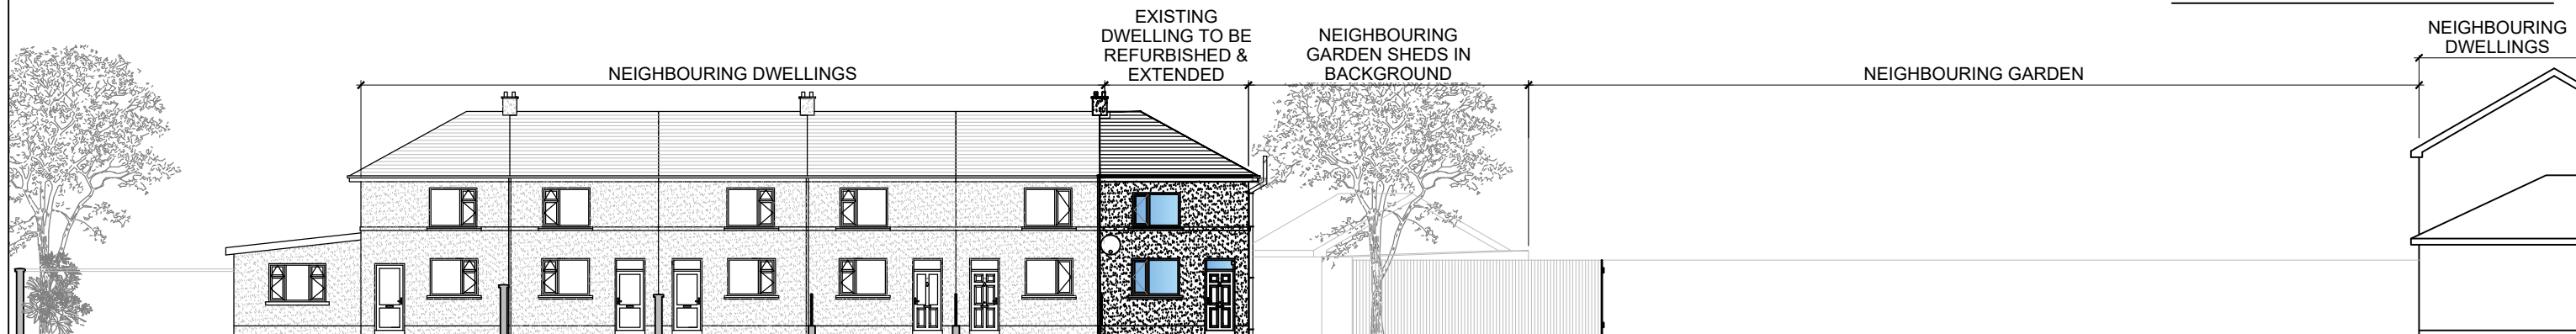 NEIGHBOURING DWELLINGS
EXISTING
DWELLING TO BE
REFURBISHED &
EXTENDED
NEIGHBOURING
GARDEN SHEDS IN
BACKGROUND
NEIGHBOURING GARDEN
NEIGHBOURING
DWELLINGS